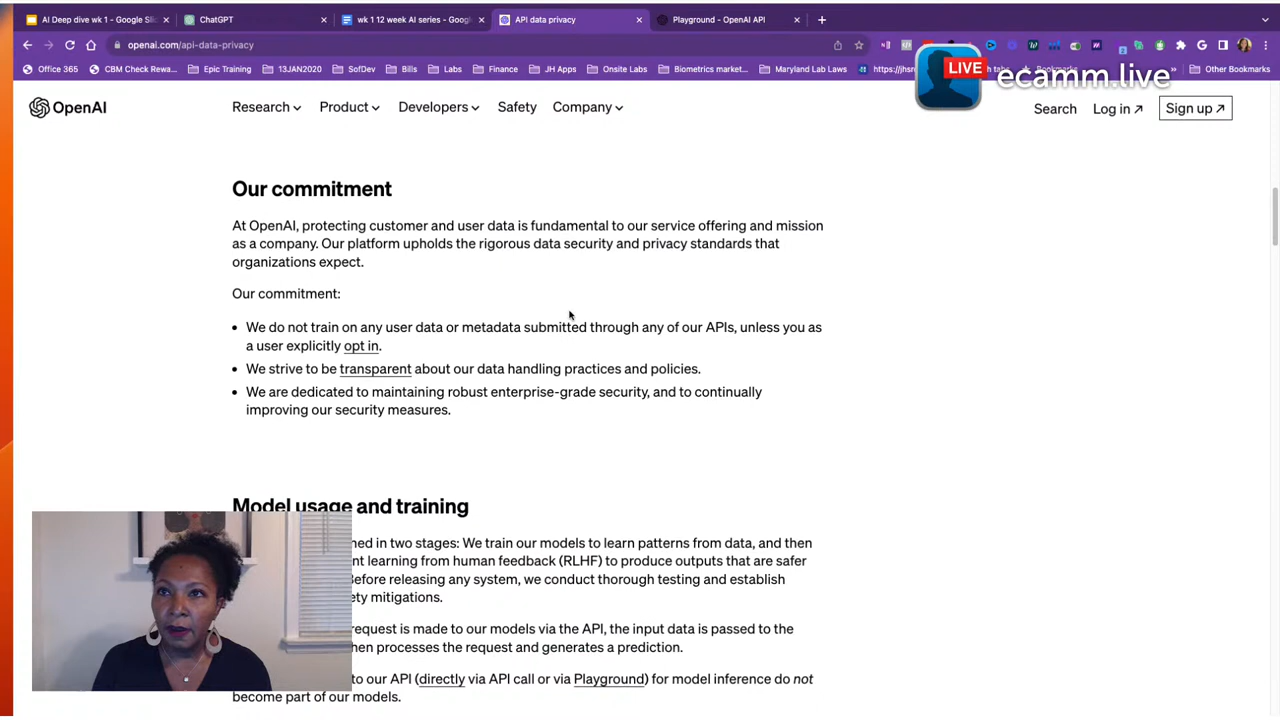 AI Deep dive wk 1 - Google Sli
ChatGPT
wk 1 12 week AI series - Goog
API data privacy
Playground - OpenAI API
openai.com/api-data-privacy
Office 365
CBM Check Rewa...
Epic Training
13JAN2020
SofDev
Bills
Labs
Finance
JH Apps
Onsite Labs
Biometrics market...
Maryland Lab Laws
Other Bookmarks
LIVE
ecamm.live
OpenAI
Research
Product
Developers
Safety
Company
Search
Log in ↗
Sign up ↗
Our commitment
At OpenAI, protecting customer and user data is fundamental to our service offering and mission
as a company. Our platform upholds the rigorous data security and privacy standards that
organizations expect.
Our commitment:
• We do not train on any user data or metadata submitted through any of our APIs, unless you as
a user explicitly opt in.
• We strive to be transparent about our data handling practices and policies.
• We are dedicated to maintaining robust enterprise-grade security, and to continually
improving our security measures.
Model usage and training
ned in two stages: We train our models to learn patterns from data, and then
nt learning from human feedback (RLHF) to produce outputs that are safer
Before releasing any system, we conduct thorough testing and establish
ety mitigations.
request is made to our models via the API, the input data is passed to the
hen processes the request and generates a prediction.
to our API (directly via API call or via Playground) for model inference do not
become part of our models.